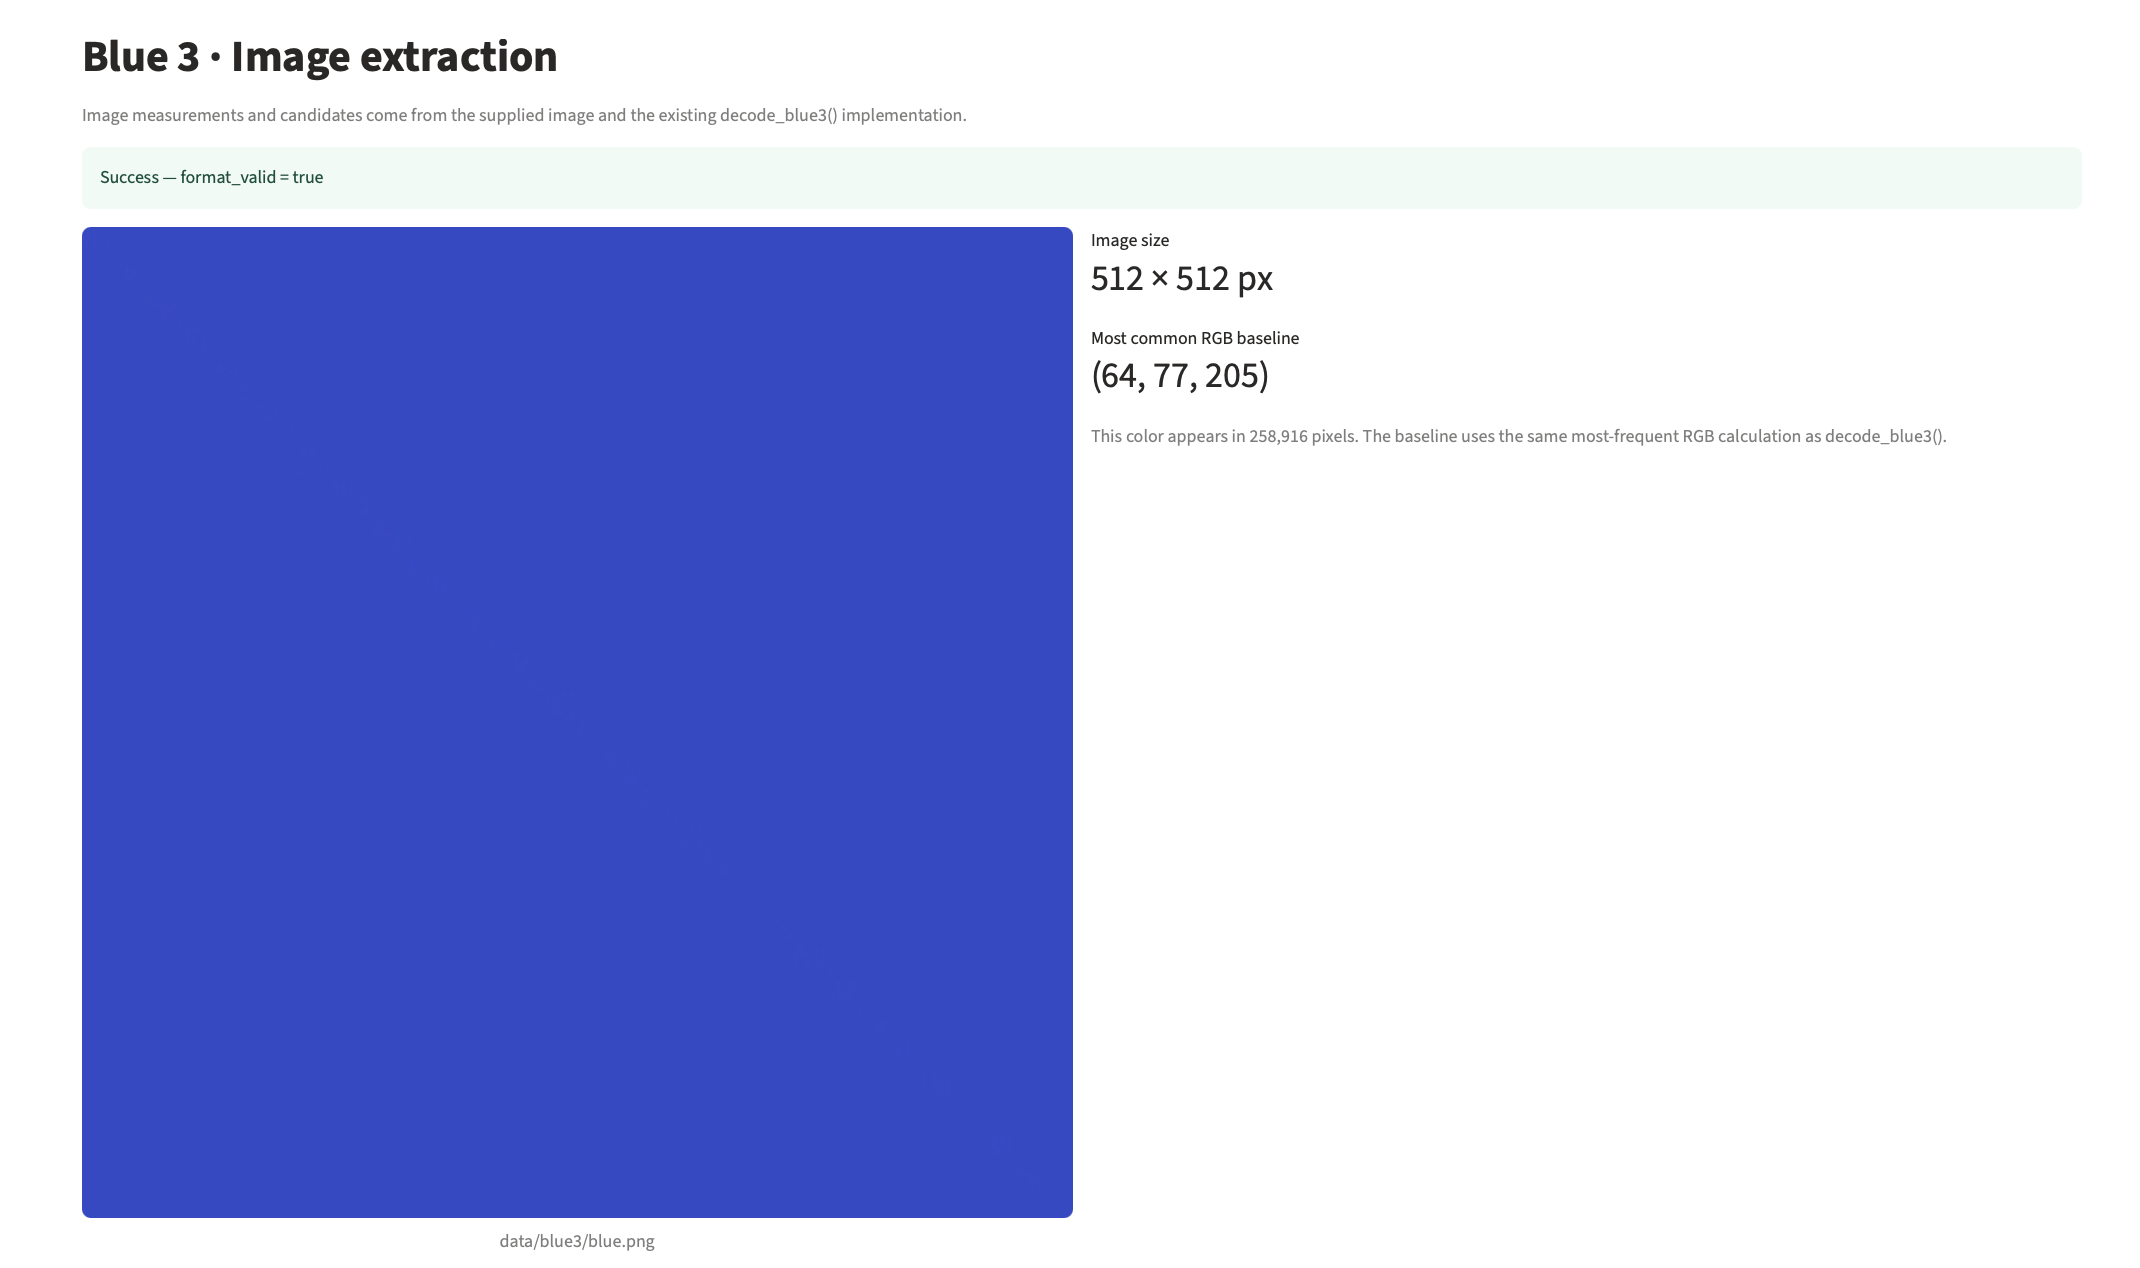 Blue 3 · Image extraction
Image measurements and candidates come from the supplied image and the existing decode_blue3() implementation.
Success — format_valid = true
Image size
512 × 512 px
Most common RGB baseline
(64, 77, 205)
This color appears in 258,916 pixels. The baseline uses the same most-frequent RGB calculation as decode_blue3().
data/blue3/blue.png